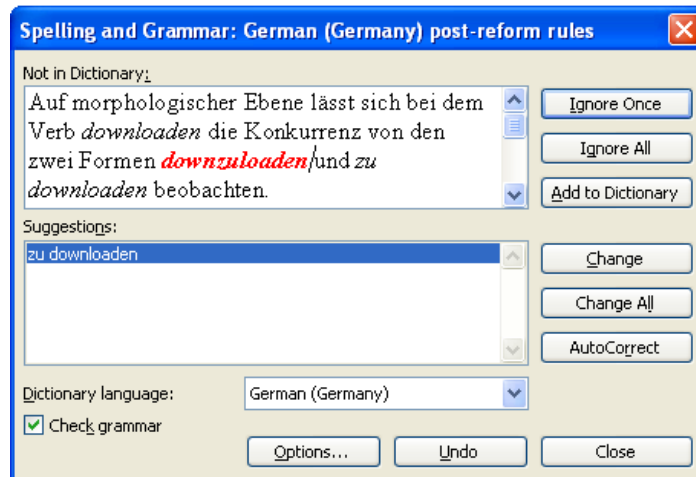 Spelling and Grammar: German (Germany) post-reform rules
Not in Dictionary:
Auf morphologischer Ebene lässt sich bei dem
Verb downloaden die Konkurrenz von den
zwei Formen downzuloaden und zu
downloaden beobachten.
Ignore Once
Ignore All
Add to Dictionary
Suggestions:
zu downloaden
Change
Change All
AutoCorrect
Dictionary language:
German (Germany)
Check grammar
Options...
Undo
Close